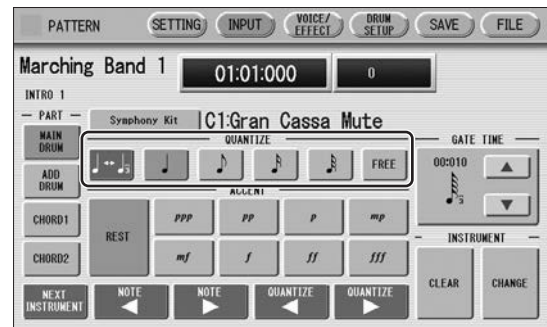 PATTERN SETTING INPUT VOICE/ EFFECT DRUM SETUP SAVE FILE
Marching Band 1 01:01:000 0
INTRO 1
PART Symphony Kit C1:Gran Cassa Mute
MAIN DRUM QUANTIZE GATE TIME
3 FREE 00:010
ADD DRUM ACCENT 3
CHORD1 REST ppp pp p mp
INSTRUMENT
CHORD2 mf f ff fff CLEAR CHANGE
NEXT INSTRUMENT NOTE NOTE QUANTIZE QUANTIZE